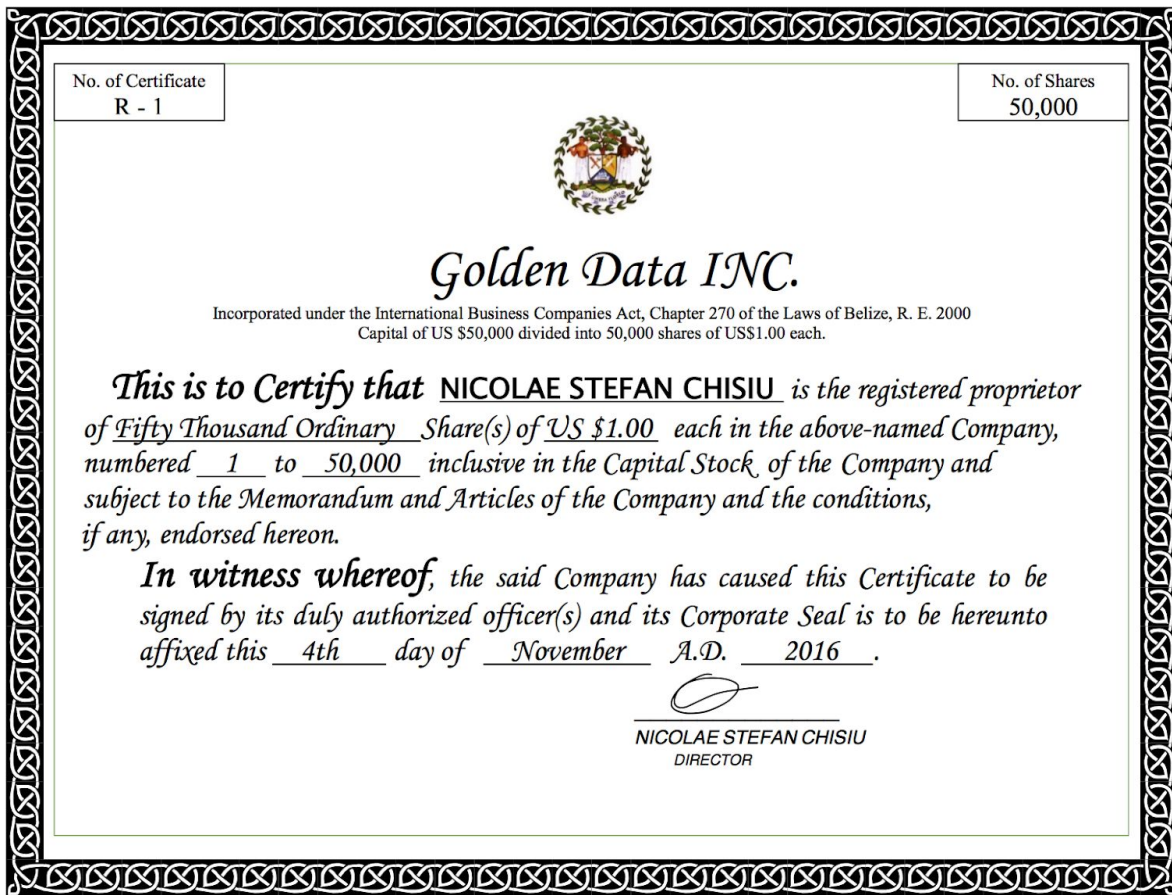 No. of Certificate
R - 1
No. of Shares
50,000
Golden Data INC.
Incorporated under the International Business Companies Act, Chapter 270 of the Laws of Belize, R. E. 2000
Capital of US $50,000 divided into 50,000 shares of US$1.00 each.
This is to Certify that NICOLAE STEFAN CHISIU is the registered proprietor
of Fifty Thousand Ordinary Share(s) of US $1.00 each in the above-named Company,
numbered 1 to 50,000 inclusive in the Capital Stock of the Company and
subject to the Memorandum and Articles of the Company and the conditions,
if any, endorsed hereon.
In witness whereof, the said Company has caused this Certificate to be
signed by its duly authorized officer(s) and its Corporate Seal is to be hereunto
affixed this 4th day of November A.D. 2016.
NICOLAE STEFAN CHISIU
DIRECTOR